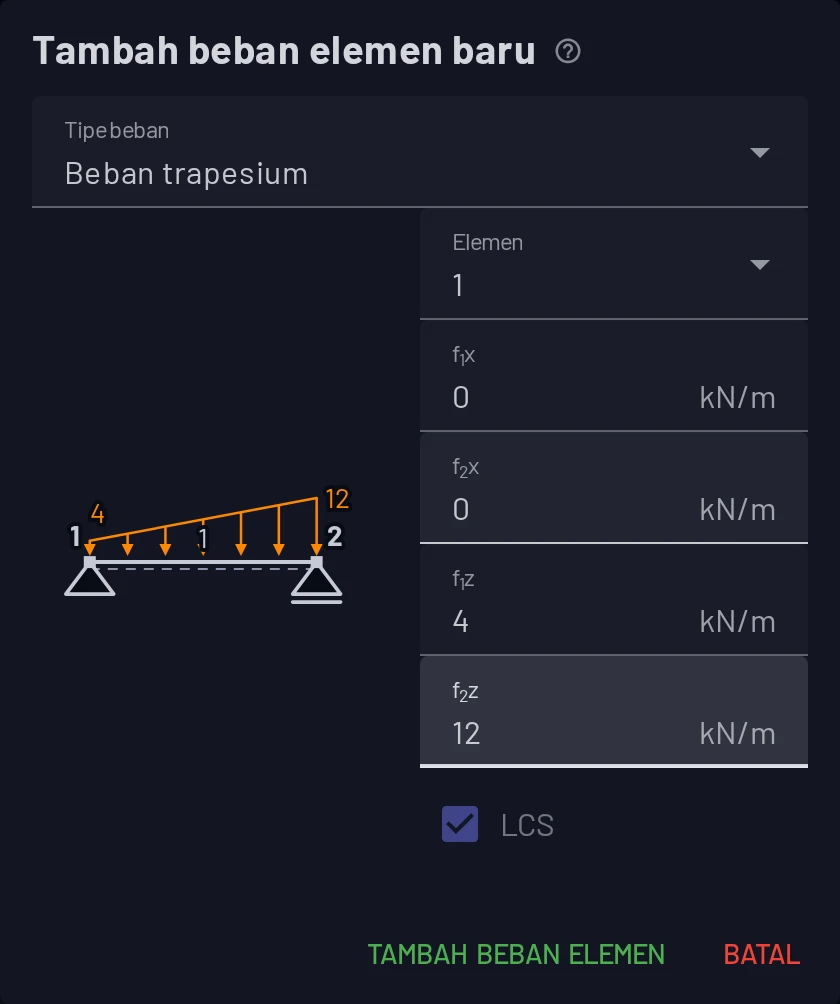 Tambah beban elemen baru ?
Tipe beban
Beban trapesium
Elemen
1
f₁x
0 kN/m
f₂x
0 kN/m
4
12
1
1
2
f₁z
4 kN/m
f₂z
12 kN/m
LCS
TAMBAH BEBAN ELEMEN BATAL